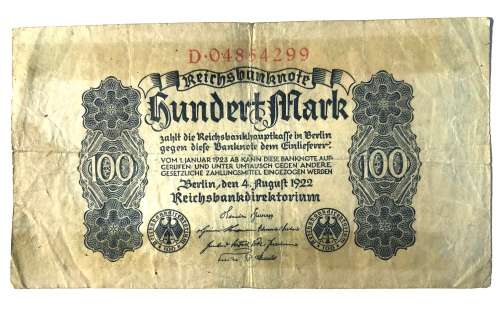 D·04854299
Reichsbanknote
Hundert Mark
100
100
zahlt die Reichsbankhauptkasse in Berlin
gegen diese Banknote dem Einlieferer.
VOM 1. JANUAR 1923 AB KANN DIESE BANKNOTE AUF-
GERUFEN UND UNTER UMTAUSCH GEGEN ANDERE
GESETZLICHE ZAHLUNGSMITTEL EINGEZOGEN WERDEN
Berlin, den 4. August 1922
Reichsbankdirektorium